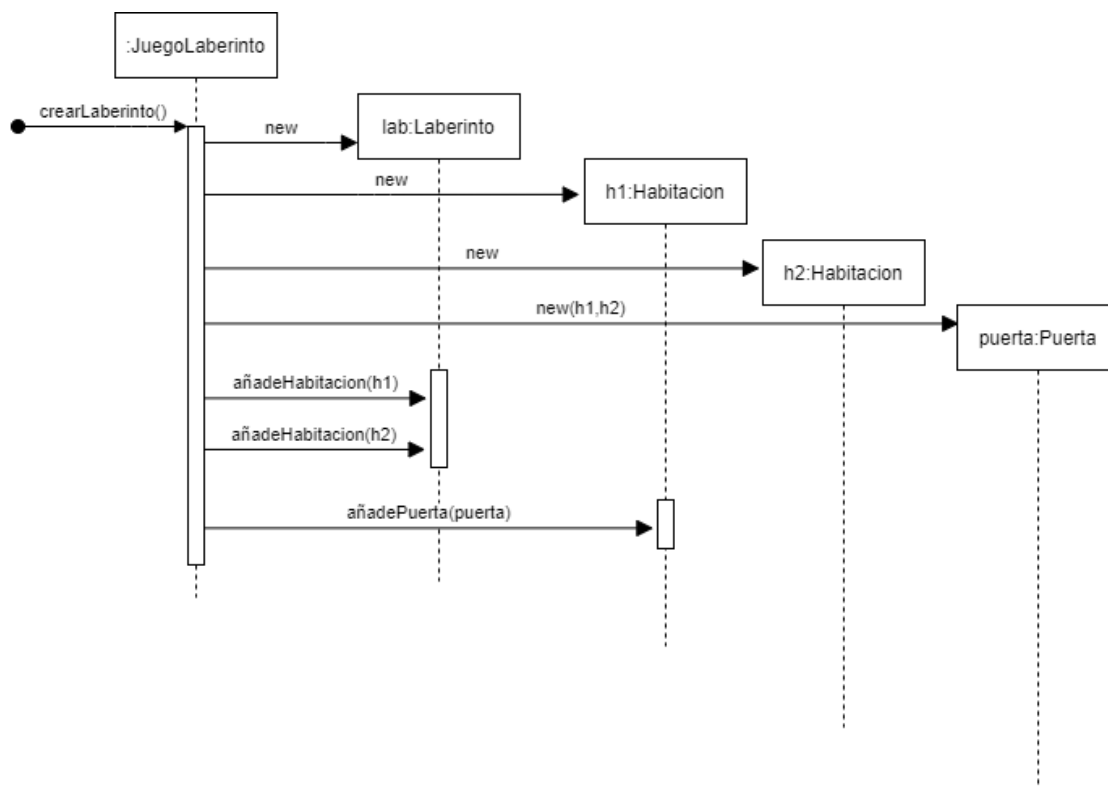 :JuegoLaberinto
crearLaberinto()
new
lab:Laberinto
new
h1:Habitacion
new
h2:Habitacion
new(h1,h2)
puerta:Puerta
añadeHabitacion(h1)
añadeHabitacion(h2)
añadePuerta(puerta)